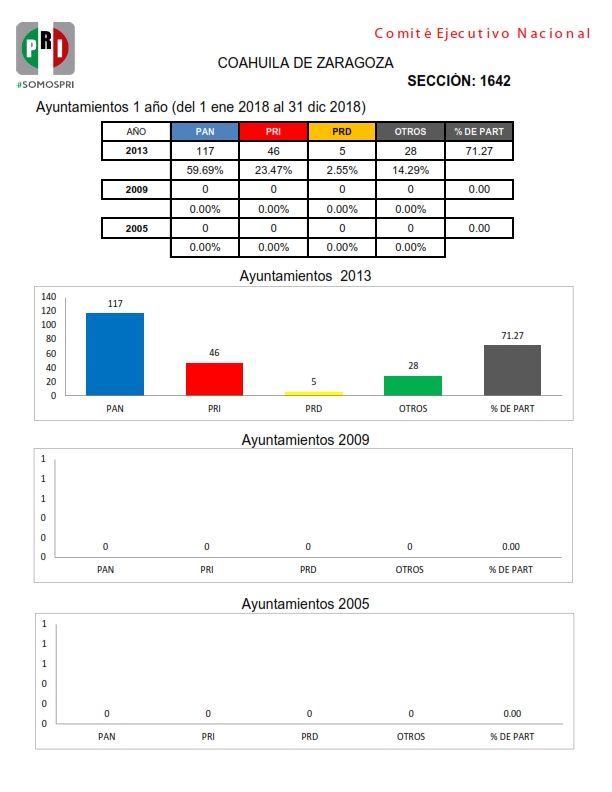 Comité Ejecutivo Nacional
PRI
#SOMOSPRI
COAHUILA DE ZARAGOZA
SECCIÓN: 1642
Ayuntamientos 1 año (del 1 ene 2018 al 31 dic 2018)
AÑO PAN PRI PRD OTROS % DE PART
2013 117 46 5 28 71.27
59.69% 23.47% 2.55% 14.29%
2009 0 0 0 0 0.00
0.00% 0.00% 0.00% 0.00%
2005 0 0 0 0 0.00
0.00% 0.00% 0.00% 0.00%
Ayuntamientos 2013
140
120
100
80
60
40
20
0
117
46
5
28
71.27
PAN PRI PRD OTROS % DE PART
Ayuntamientos 2009
1
1
1
0
0
0
0 0 0 0 0.00
PAN PRI PRD OTROS % DE PART
Ayuntamientos 2005
1
1
1
0
0
0
0 0 0 0 0.00
PAN PRI PRD OTROS % DE PART